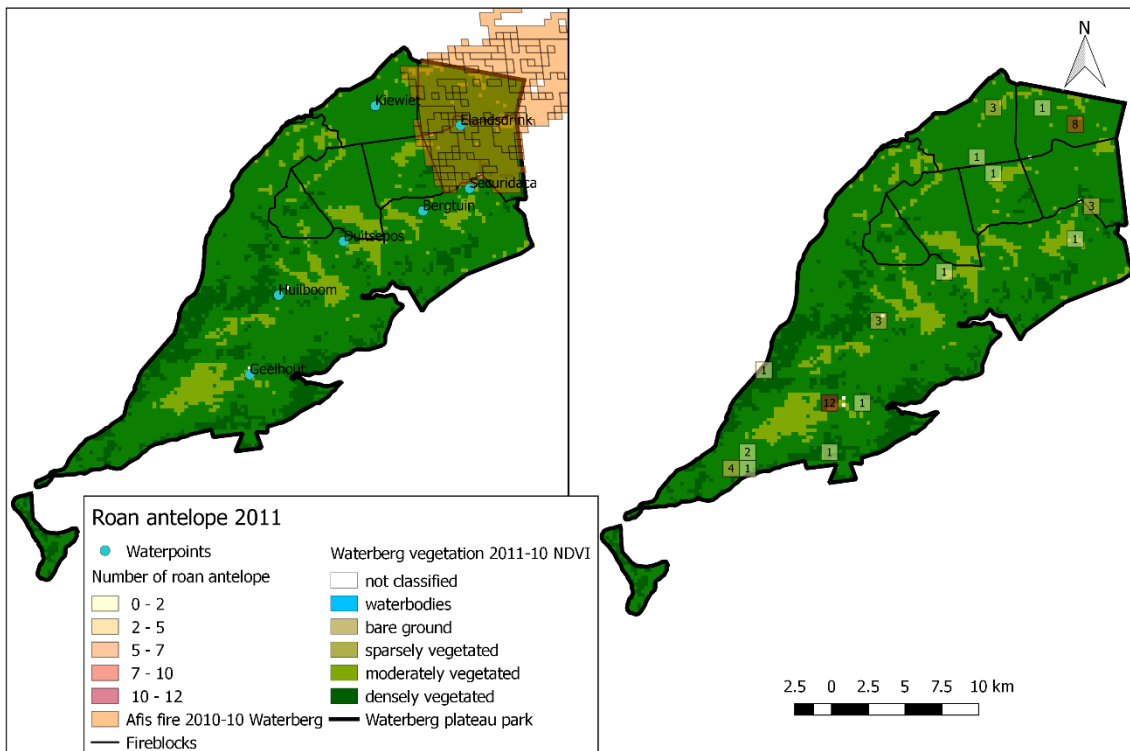 Kiewiet
Elandsdrink
Securidaca
Bergtuin
Duitsepos
Huilboom
Geelhout
N
3
1
8
1
1
3
1
1
3
1
12
1
2
1
4
1
Roan antelope 2011
Waterpoints
Number of roan antelope
0 - 2
2 - 5
5 - 7
7 - 10
10 - 12
Afis fire 2010-10 Waterberg
Fireblocks
Waterberg vegetation 2011-10 NDVI
not classified
waterbodies
bare ground
sparsely vegetated
moderately vegetated
densely vegetated
Waterberg plateau park
2.5 0 2.5 5 7.5 10 km